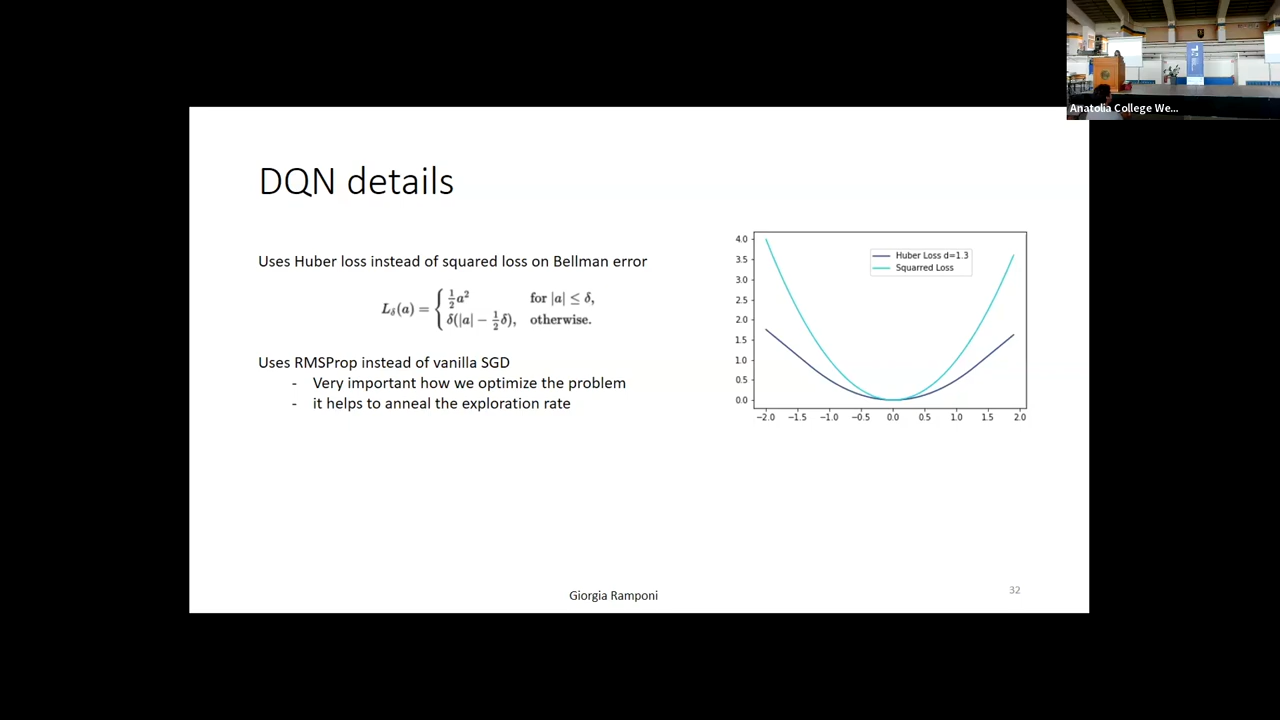 Anatolia College We...
DQN details
Uses Huber loss instead of squared loss on Bellman error
L_δ(a) = { ½a² for |a| ≤ δ,
δ(|a| − ½δ), otherwise.
Uses RMSProp instead of vanilla SGD
- Very important how we optimize the problem
- it helps to anneal the exploration rate
4.0
3.5
3.0
2.5
2.0
1.5
1.0
0.5
0.0
Huber Loss d=1.3
Squarred Loss
−2.0 −1.5 −1.0 −0.5 0.0 0.5 1.0 1.5 2.0
Giorgia Ramponi
32